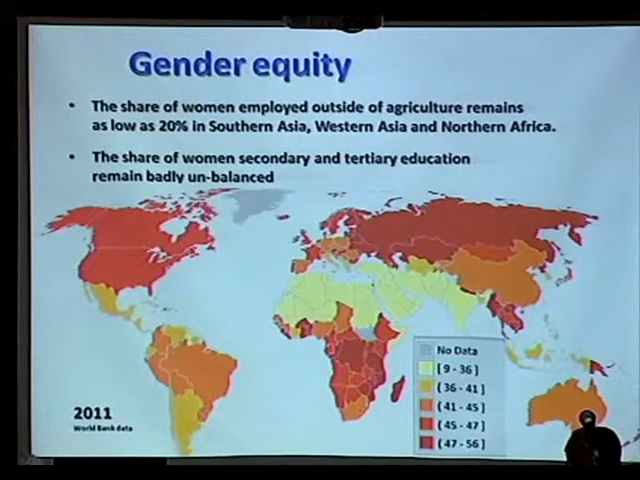 Gender equity
• The share of women employed outside of agriculture remains
as low as 20% in Southern Asia, Western Asia and Northern Africa.
• The share of women secondary and tertiary education
remain badly un-balanced
2011
World Bank data
No Data
[ 9 - 36 ]
[ 36 - 41 ]
[ 41 - 45 ]
[ 45 - 47 ]
[ 47 - 56 ]